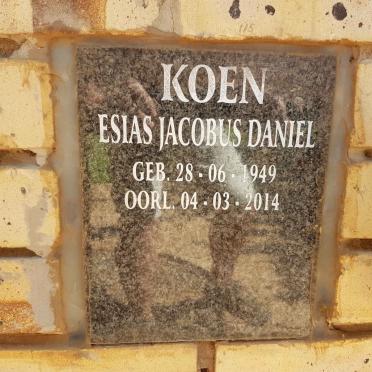 KOEN
ESIAS JACOBUS DANIEL
GEB. 28 · 06 · 1949
OORL. 04 · 03 · 2014